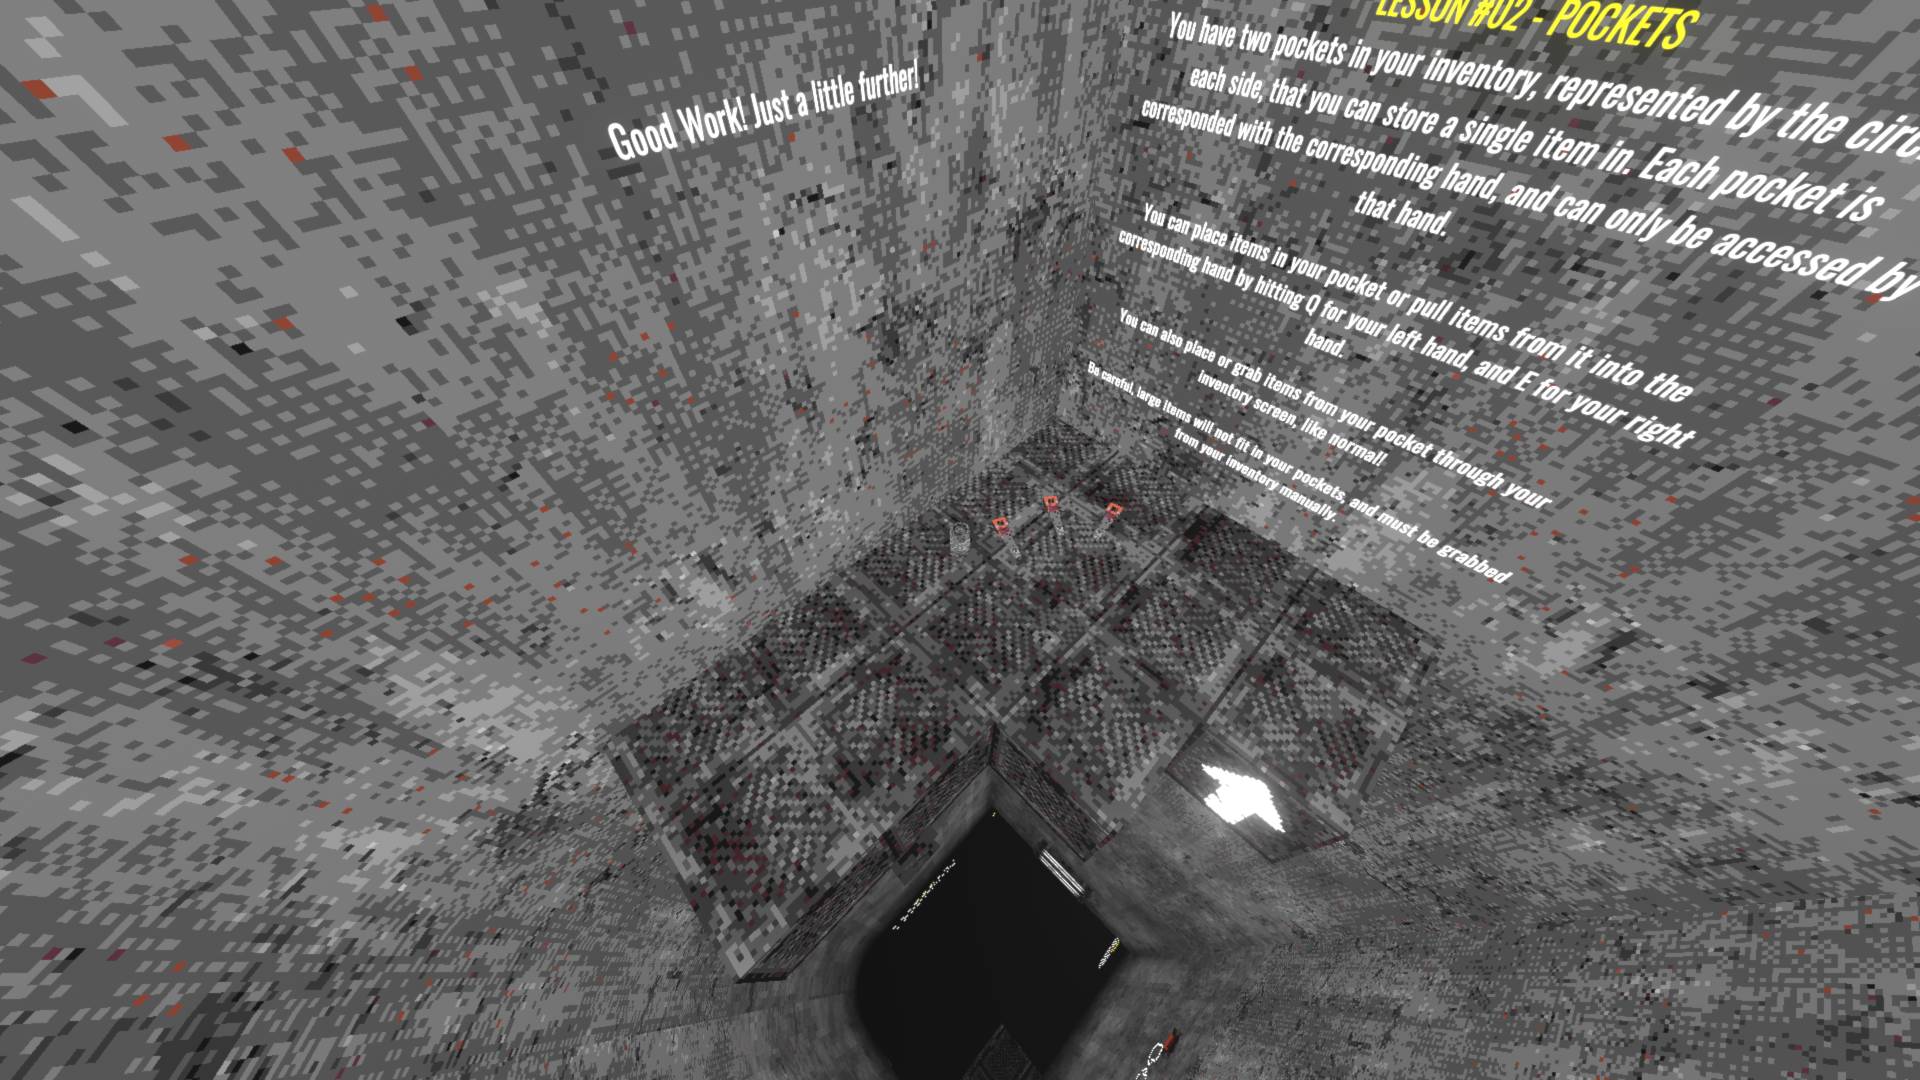 Good Work! Just a little further!
LESSON #02 - POCKETS
You have two pockets in your inventory, represented by the
each side, that you can store a single item in. Each pocket is
corresponded with the corresponding hand, and can only be accessed by
that hand.
You can place items in your pocket or pull items from it into the
corresponding hand by hitting Q for your left hand, and E for your right
hand.
You can also place or grab items from your pocket through your
inventory screen, like normal!
Be careful, large items will not fit in your pockets, and must be grabbed
from your inventory manually.